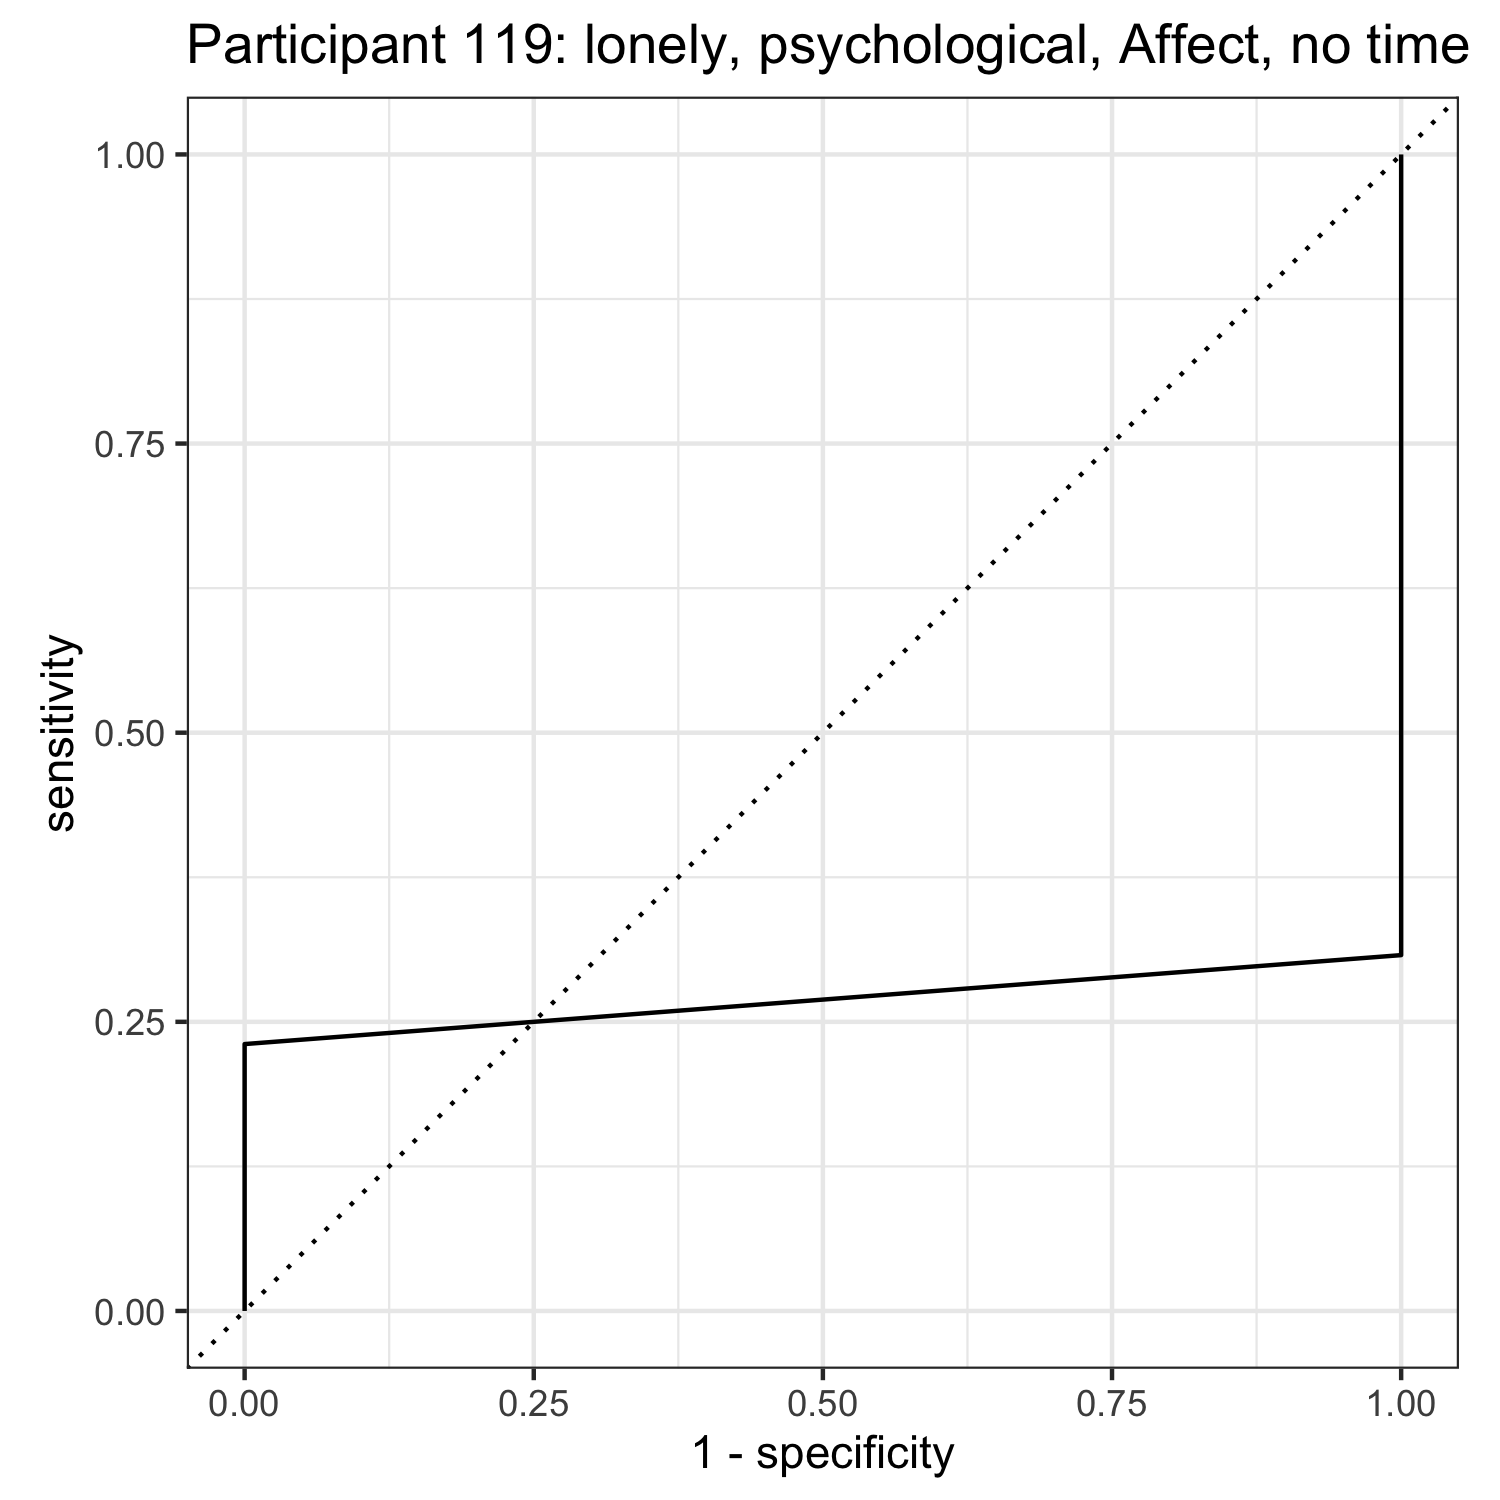 Participant 119: lonely, psychological, Affect, no time
1.00
0.75
0.50
0.25
0.00
sensitivity
0.00 0.25 0.50 0.75 1.00
1 - specificity